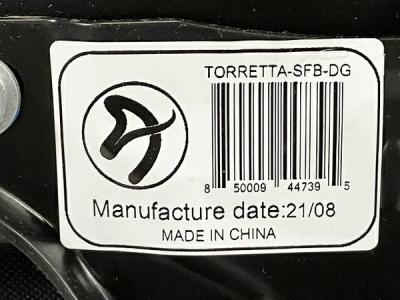 TORRETTA-SFB-DG
8 50009 44739 5
Manufacture date:21/08
MADE IN CHINA